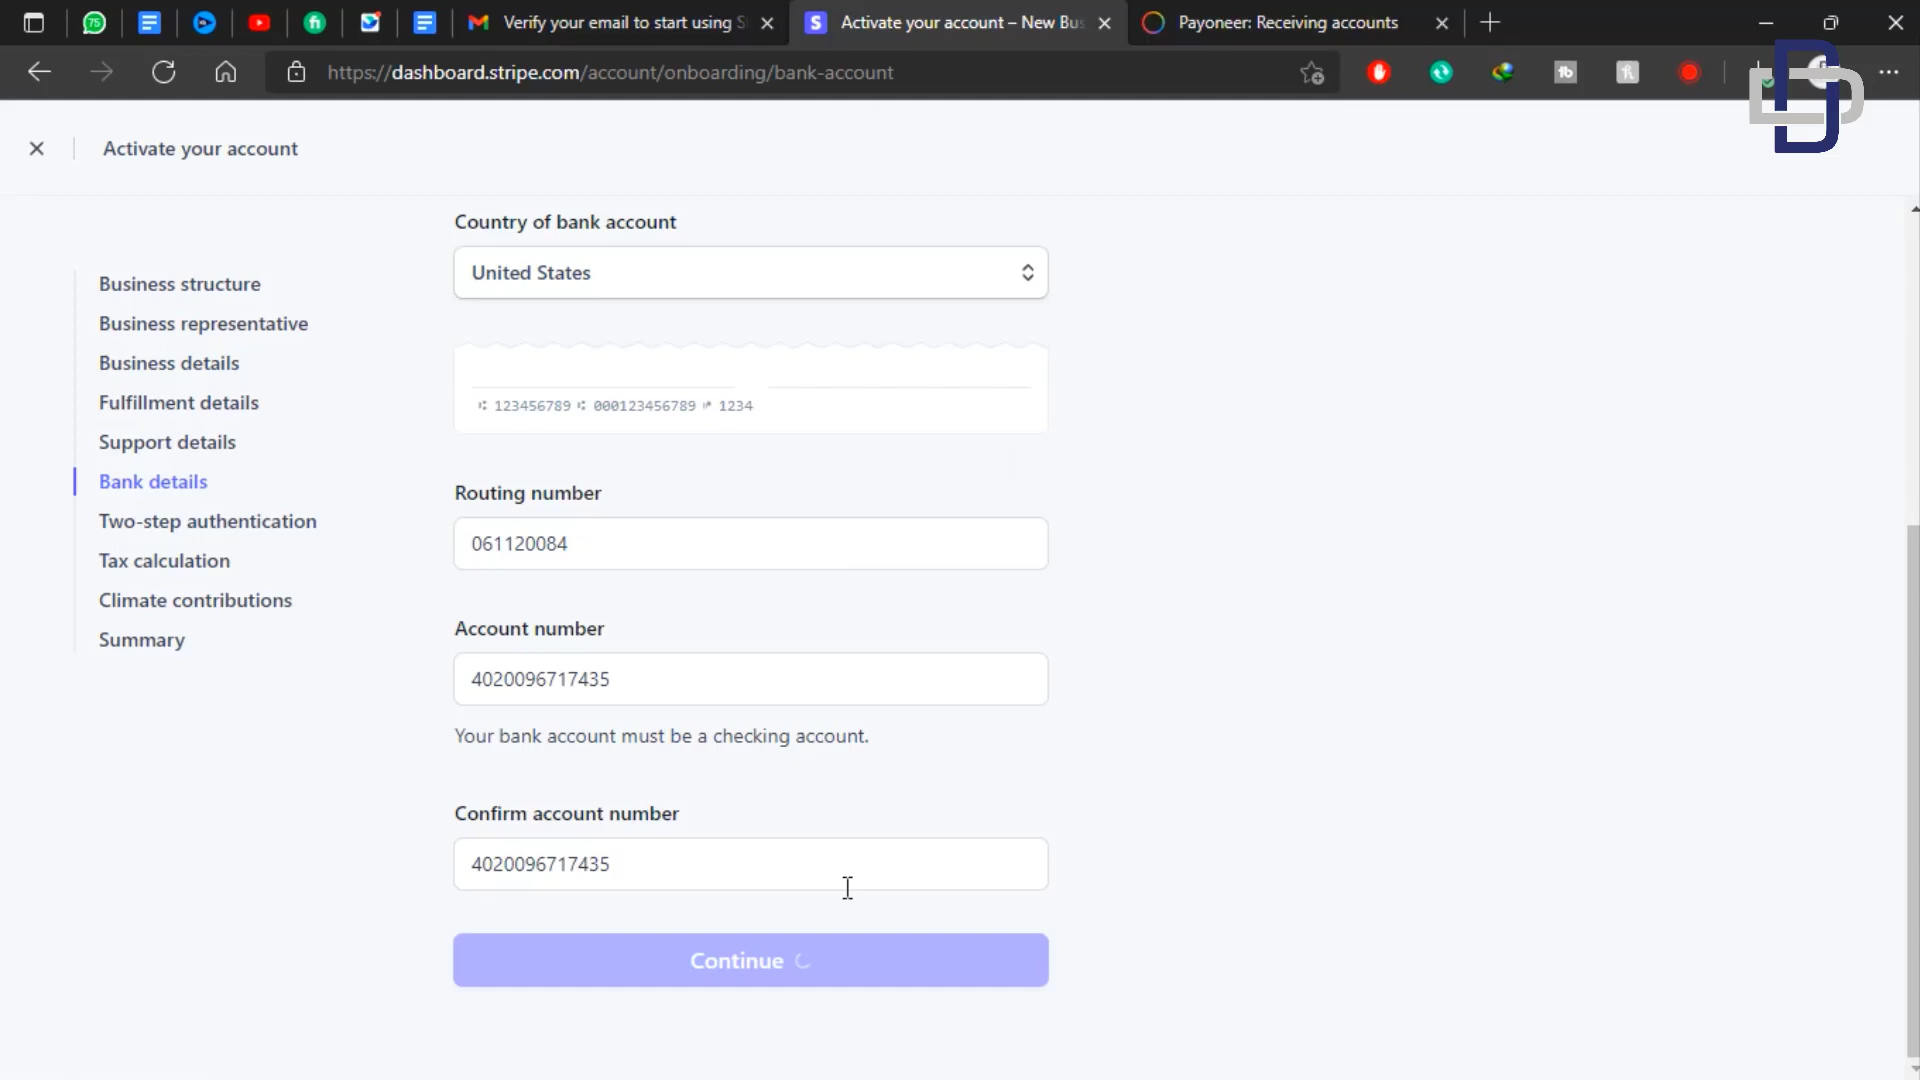 75
Verify your email to start using S
Activate your account – New Bus
Payoneer: Receiving accounts
https://dashboard.stripe.com/account/onboarding/bank-account
Activate your account
Country of bank account
United States
Business structure
Business representative
Business details
Fulfillment details
Support details
Bank details
Two-step authentication
Tax calculation
Climate contributions
Summary
⑆ 123456789 ⑆ 000123456789 ⑈ 1234
Routing number
061120084
Account number
4020096717435
Your bank account must be a checking account.
Confirm account number
4020096717435
Continue